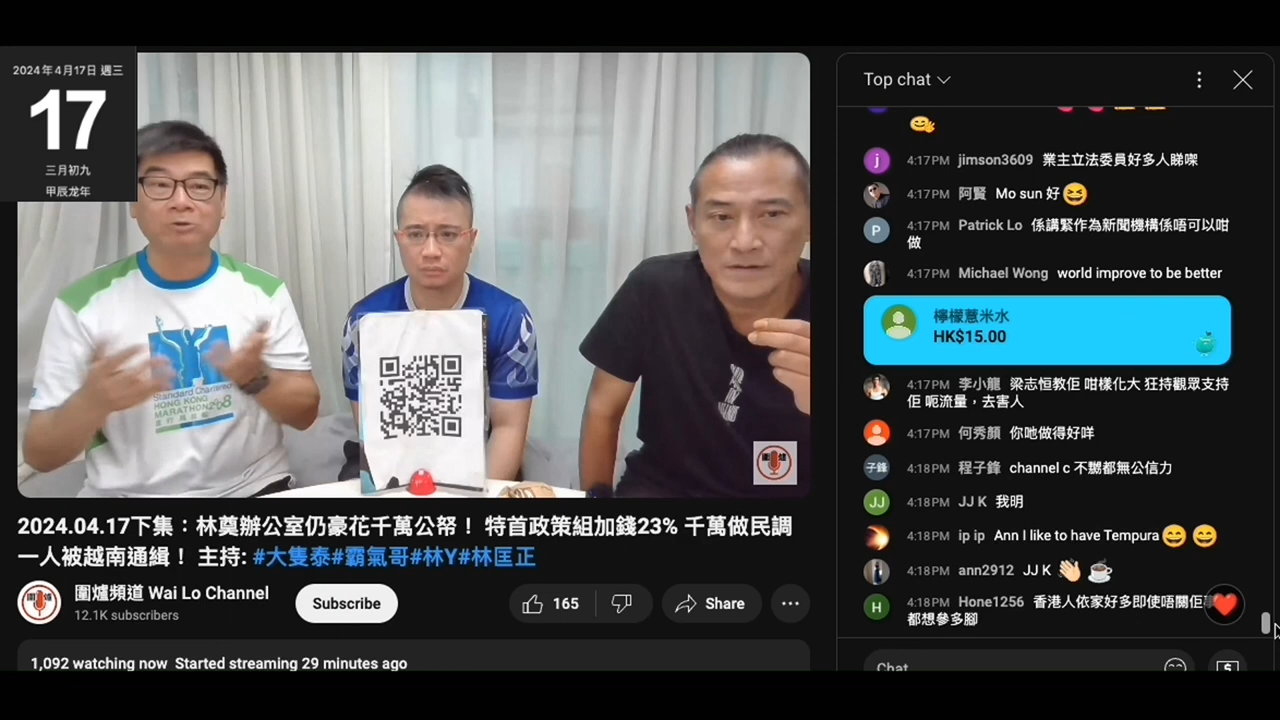 2024年4月17日 週三
17
三月初九
甲辰龙年
Standard Chartered
HONG KONG
MARATHON
2024.04.17下集：林奠辦公室仍豪花千萬公帑！ 特首政策組加錢23% 千萬做民調
一人被越南通緝！ 主持: #大隻泰#霸氣哥#林Y#林匡正
圍爐頻道 Wai Lo Channel
12.1K subscribers
Subscribe
165
Share
1,092 watching now Started streaming 29 minutes ago
Top chat
4:17PM jimson3609 業主立法委員好多人睇㗎
4:17PM 阿賢 Mo sun 好
4:17PM Patrick Lo 係講緊作為新聞機構係唔可以咁
做
4:17PM Michael Wong world improve to be better
檸檬薏米水
HK$15.00
4:17PM 李小龍 梁志恒教佢 咁樣化大 狂持觀眾支持
佢 呃流量，去害人
4:17PM 何秀顏 你哋做得好咩
子鋒 4:18PM 程子鋒 channel c 不嬲都無公信力
JJ 4:18PM JJ K 我明
4:18PM ip ip Ann I like to have Tempura
4:18PM ann2912 JJ K
H 4:18PM Hone1256 香港人依家好多即使唔關佢事
都想參多腳
Chat